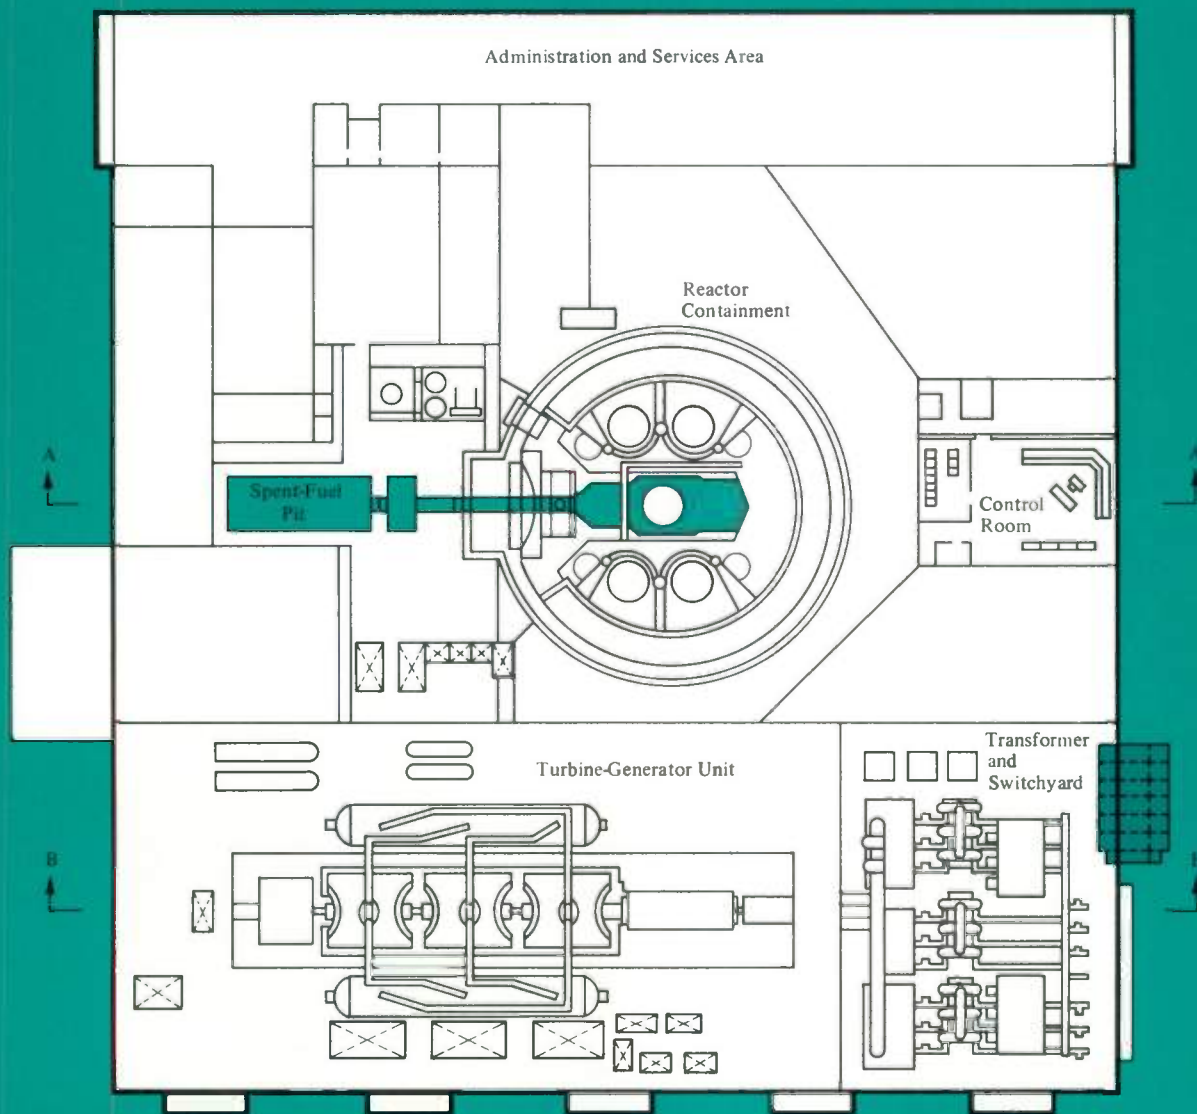 Administration and Services Area
Reactor
Containment
A
A
Spent-Fuel
Pit
Control
Room
Transformer
and
Switchyard
Turbine-Generator Unit
B
B